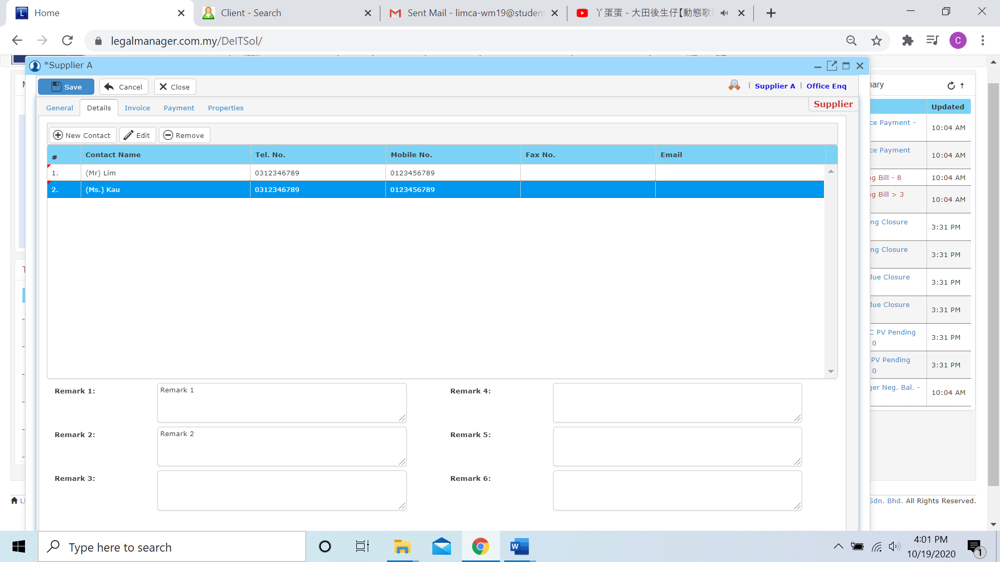 Home
Client - Search
Sent Mail - limca-wm19@studen
丫蛋蛋 - 大田後生仔【動態歌
legalmanager.com.my/DeITSol/
C
*Supplier A
Save
Cancel
Close
Supplier A
Office Enq
General
Details
Invoice
Payment
Properties
Supplier
New Contact
Edit
Remove
# Contact Name Tel. No. Mobile No. Fax No. Email
1. (Mr) Lim 0312346789 0123456789
2. (Ms.) Kau 0312346789 0123456789
Remark 1: Remark 1
Remark 4:
Remark 2: Remark 2
Remark 5:
Remark 3:
Remark 6:
nary
Updated
ce Payment - 10:04 AM
ce Payment 10:04 AM
g Bill - 8 10:04 AM
g Bill > 3 10:04 AM
ng Closure 3:31 PM
ng Closure 3:31 PM
due Closure 3:31 PM
due Closure 3:31 PM
C PV Pending
0 3:31 PM
PV Pending
0 3:31 PM
ger Neg. Bal. - 10:04 AM
Sdn. Bhd. All Rights Reserved.
Type here to search
4:01 PM
10/19/2020
1